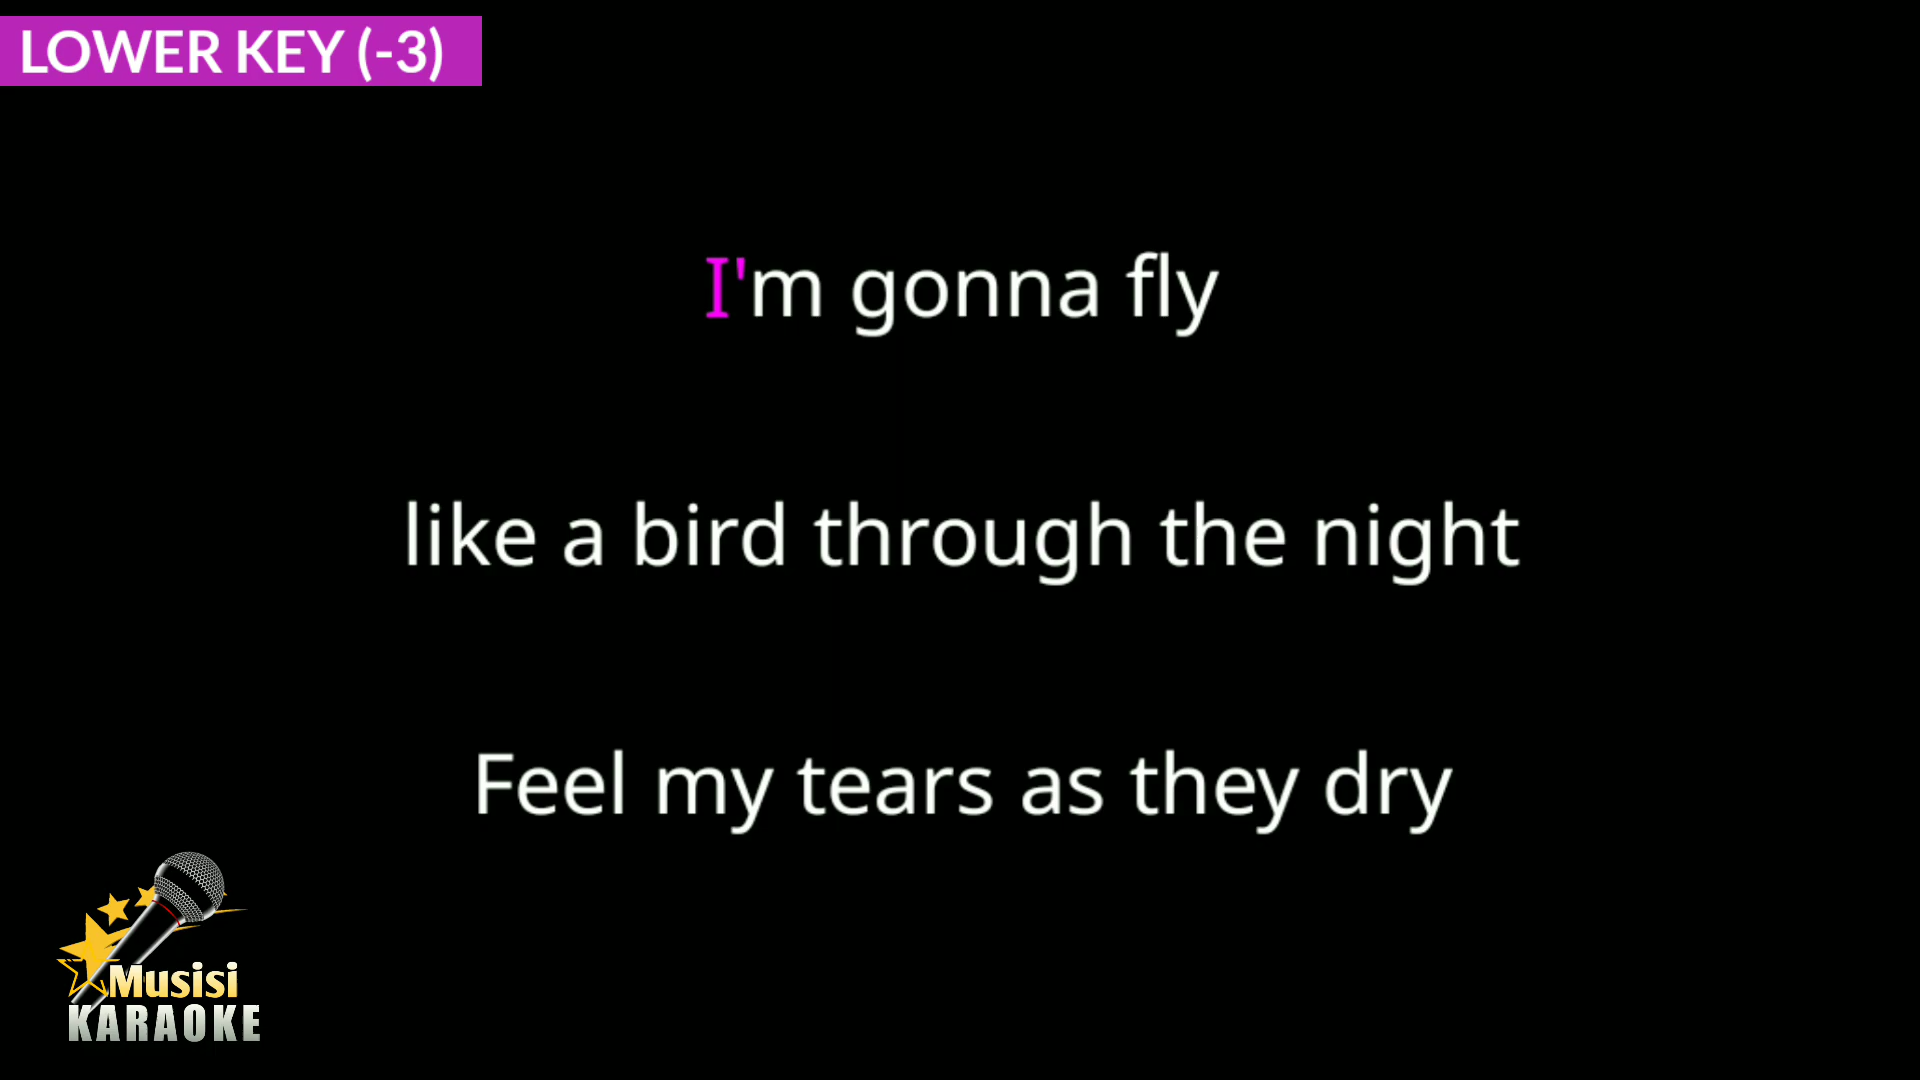 LOWER KEY (-3)
I'm gonna fly
like a bird through the night
Feel my tears as they dry
Musisi
KARAOKE